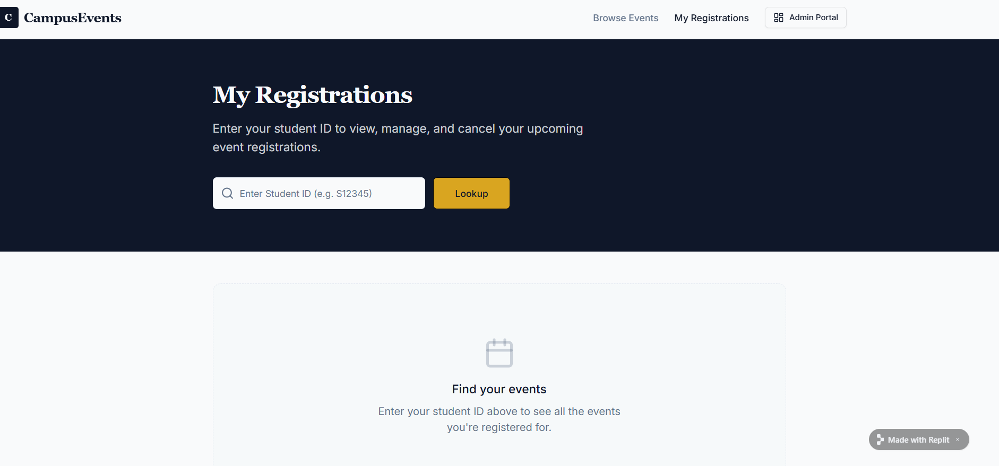 C CampusEvents
Browse Events My Registrations Admin Portal
My Registrations
Enter your student ID to view, manage, and cancel your upcoming
event registrations.
Enter Student ID (e.g. S12345) Lookup
Find your events
Enter your student ID above to see all the events
you're registered for.
Made with Replit ×